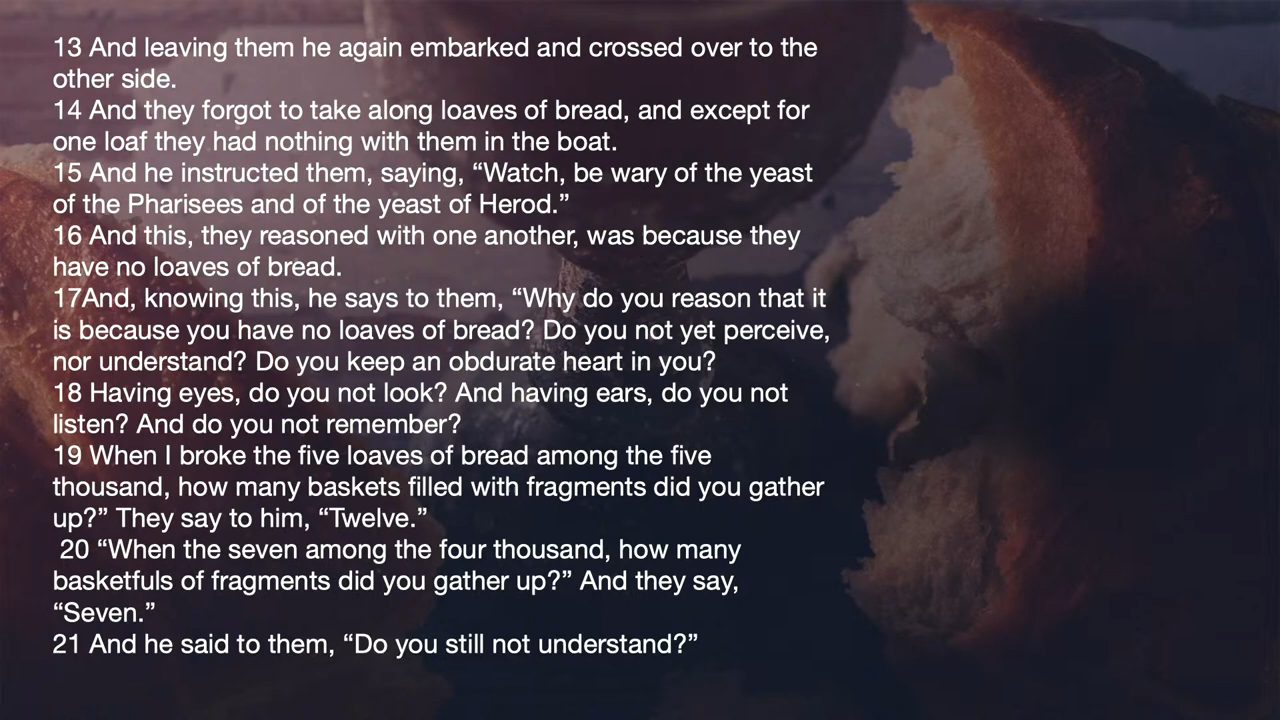 13 And leaving them he again embarked and crossed over to the
other side.
14 And they forgot to take along loaves of bread, and except for
one loaf they had nothing with them in the boat.
15 And he instructed them, saying, “Watch, be wary of the yeast
of the Pharisees and of the yeast of Herod.”
16 And this, they reasoned with one another, was because they
have no loaves of bread.
17And, knowing this, he says to them, “Why do you reason that it
is because you have no loaves of bread? Do you not yet perceive,
nor understand? Do you keep an obdurate heart in you?
18 Having eyes, do you not look? And having ears, do you not
listen? And do you not remember?
19 When I broke the five loaves of bread among the five
thousand, how many baskets filled with fragments did you gather
up?” They say to him, “Twelve.”
20 “When the seven among the four thousand, how many
basketfuls of fragments did you gather up?” And they say,
“Seven.”
21 And he said to them, “Do you still not understand?”